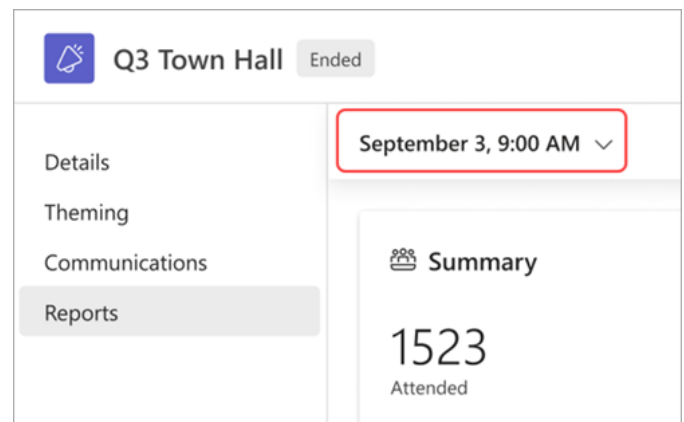 Q3 Town Hall Ended
September 3, 9:00 AM
Details
Theming
Communications
Reports
Summary
1523
Attended